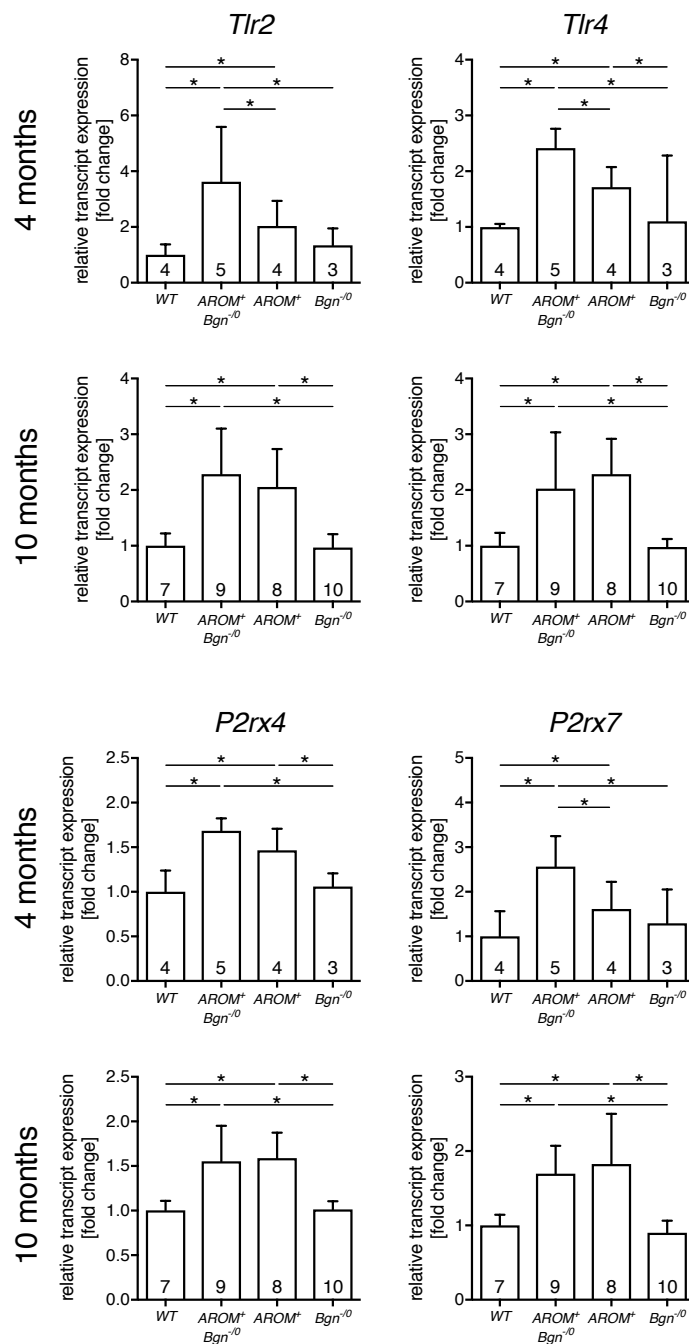 Tlr2
Tlr4
4 months
relative transcript expression
[fold change]
8
6
4
2
0
* * * *
4 5 4 3
WT AROM⁺ Bgn⁻/⁰ AROM⁺ Bgn⁻/⁰
relative transcript expression
[fold change]
4
3
2
1
0
* * * * *
4 5 4 3
WT AROM⁺ Bgn⁻/⁰ AROM⁺ Bgn⁻/⁰
10 months
relative transcript expression
[fold change]
4
3
2
1
0
* * * *
7 9 8 10
WT AROM⁺ Bgn⁻/⁰ AROM⁺ Bgn⁻/⁰
relative transcript expression
[fold change]
4
3
2
1
0
* * * *
7 9 8 10
WT AROM⁺ Bgn⁻/⁰ AROM⁺ Bgn⁻/⁰
P2rx4
P2rx7
4 months
relative transcript expression
[fold change]
2.5
2.0
1.5
1.0
0.5
0.0
* * * *
4 5 4 3
WT AROM⁺ Bgn⁻/⁰ AROM⁺ Bgn⁻/⁰
relative transcript expression
[fold change]
5
4
3
2
1
0
* * * *
4 5 4 3
WT AROM⁺ Bgn⁻/⁰ AROM⁺ Bgn⁻/⁰
10 months
relative transcript expression
[fold change]
2.5
2.0
1.5
1.0
0.5
0.0
* * * *
7 9 8 10
WT AROM⁺ Bgn⁻/⁰ AROM⁺ Bgn⁻/⁰
relative transcript expression
[fold change]
3
2
1
0
* * * *
7 9 8 10
WT AROM⁺ Bgn⁻/⁰ AROM⁺ Bgn⁻/⁰